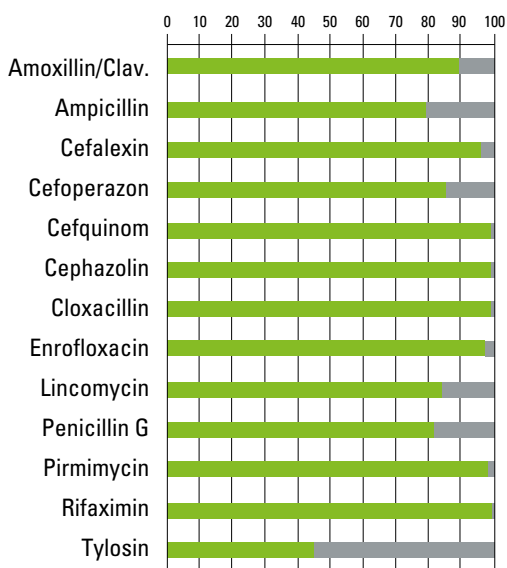 0 10 20 30 40 50 60 70 80 90 100
Amoxillin/Clav.
Ampicillin
Cefalexin
Cefoperazon
Cefquinom
Cephazolin
Cloxacillin
Enrofloxacin
Lincomycin
Penicillin G
Pirmimycin
Rifaximin
Tylosin